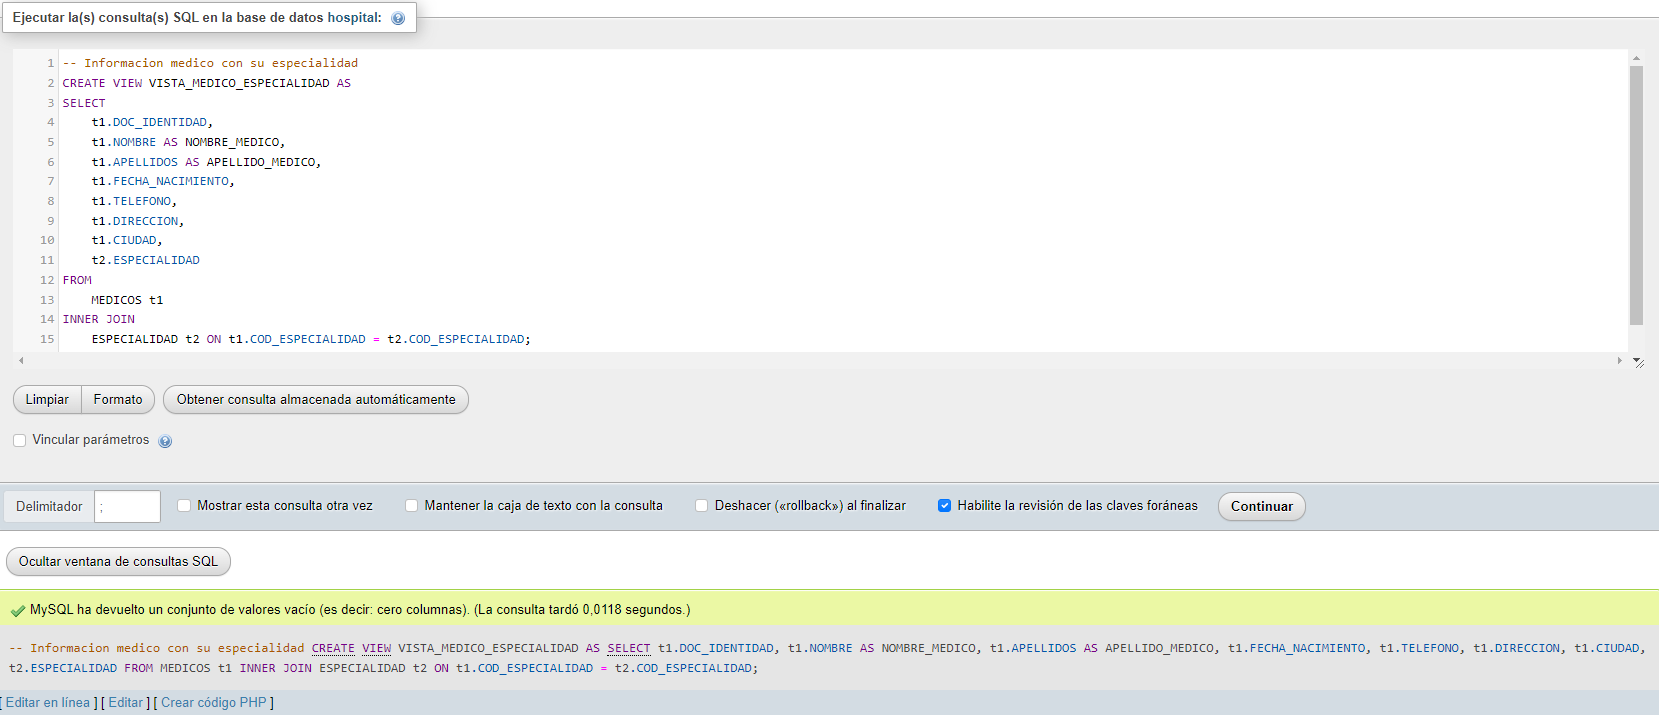 Ejecutar la(s) consulta(s) SQL en la base de datos hospital:
1 -- Informacion medico con su especialidad
2 CREATE VIEW VISTA_MEDICO_ESPECIALIDAD AS
3 SELECT
4 t1.DOC_IDENTIDAD,
5 t1.NOMBRE AS NOMBRE_MEDICO,
6 t1.APELLIDOS AS APELLIDO_MEDICO,
7 t1.FECHA_NACIMIENTO,
8 t1.TELEFONO,
9 t1.DIRECCION,
10 t1.CIUDAD,
11 t2.ESPECIALIDAD
12 FROM
13 MEDICOS t1
14 INNER JOIN
15 ESPECIALIDAD t2 ON t1.COD_ESPECIALIDAD = t2.COD_ESPECIALIDAD;
Limpiar Formato Obtener consulta almacenada automáticamente
Vincular parámetros
Delimitador ; Mostrar esta consulta otra vez Mantener la caja de texto con la consulta Deshacer («rollback») al finalizar Habilite la revisión de las claves foráneas Continuar
Ocultar ventana de consultas SQL
MySQL ha devuelto un conjunto de valores vacío (es decir: cero columnas). (La consulta tardó 0,0118 segundos.)
-- Informacion medico con su especialidad CREATE VIEW VISTA_MEDICO_ESPECIALIDAD AS SELECT t1.DOC_IDENTIDAD, t1.NOMBRE AS NOMBRE_MEDICO, t1.APELLIDOS AS APELLIDO_MEDICO, t1.FECHA_NACIMIENTO, t1.TELEFONO, t1.DIRECCION, t1.CIUDAD,
t2.ESPECIALIDAD FROM MEDICOS t1 INNER JOIN ESPECIALIDAD t2 ON t1.COD_ESPECIALIDAD = t2.COD_ESPECIALIDAD;
[ Editar en línea ] [ Editar ] [ Crear código PHP ]